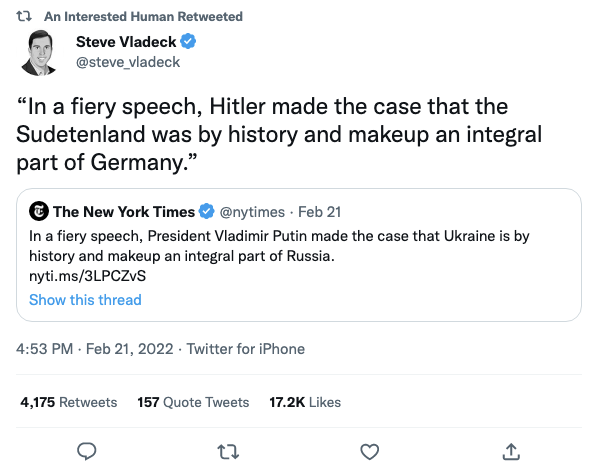 An Interested Human Retweeted
Steve Vladeck
@steve_vladeck
“In a fiery speech, Hitler made the case that the
Sudetenland was by history and makeup an integral
part of Germany.”
The New York Times @nytimes · Feb 21
In a fiery speech, President Vladimir Putin made the case that Ukraine is by
history and makeup an integral part of Russia.
nyti.ms/3LPCZvS
Show this thread
4:53 PM · Feb 21, 2022 · Twitter for iPhone
4,175 Retweets 157 Quote Tweets 17.2K Likes